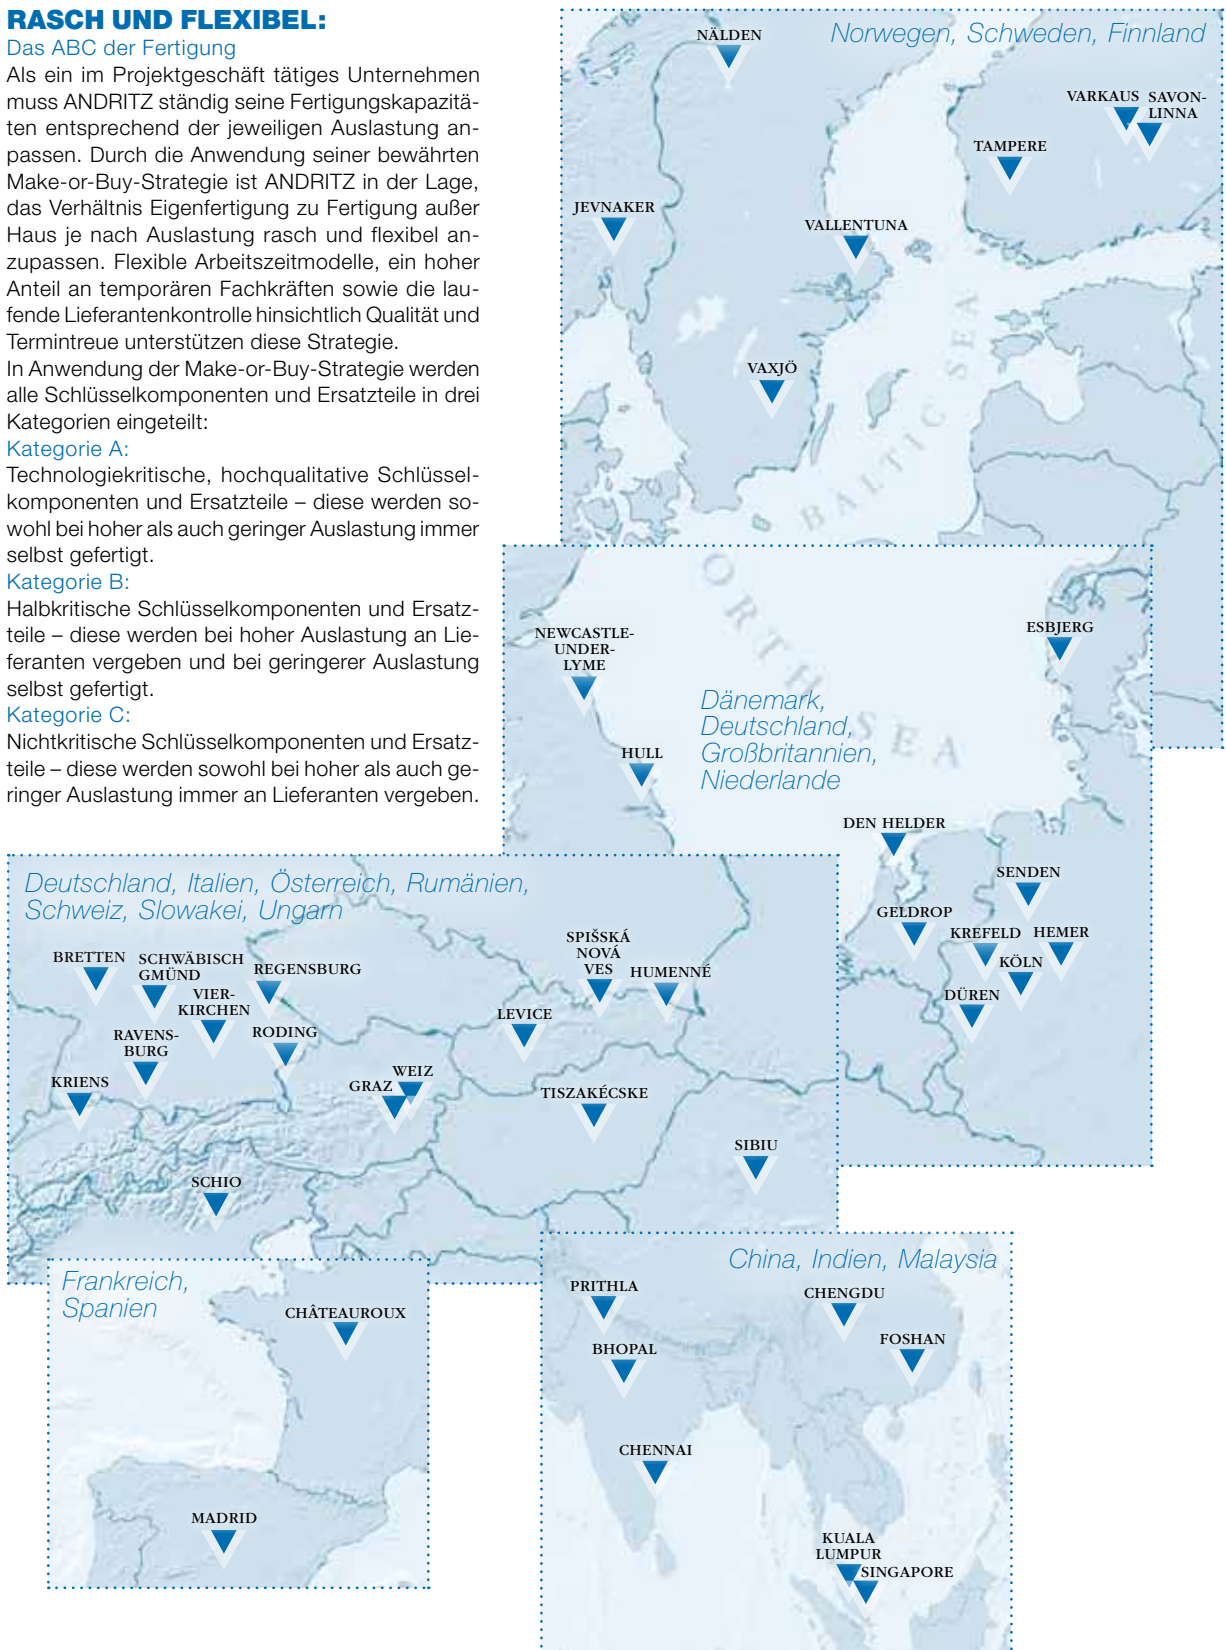 RASCH UND FLEXIBEL:
Das ABC der Fertigung
Als ein im Projektgeschäft tätiges Unternehmen
muss ANDRITZ ständig seine Fertigungskapazitä-
ten entsprechend der jeweiligen Auslastung an-
passen. Durch die Anwendung seiner bewährten
Make-or-Buy-Strategie ist ANDRITZ in der Lage,
das Verhältnis Eigenfertigung zu Fertigung außer
Haus je nach Auslastung rasch und flexibel an-
zupassen. Flexible Arbeitszeitmodelle, ein hoher
Anteil an temporären Fachkräften sowie die lau-
fende Lieferantenkontrolle hinsichtlich Qualität und
Termintreue unterstützen diese Strategie.
In Anwendung der Make-or-Buy-Strategie werden
alle Schlüsselkomponenten und Ersatzteile in drei
Kategorien eingeteilt:
Kategorie A:
Technologiekritische, hochqualitative Schlüssel-
komponenten und Ersatzteile – diese werden so-
wohl bei hoher als auch geringer Auslastung immer
selbst gefertigt.
Kategorie B:
Halbkritische Schlüsselkomponenten und Ersatz-
teile – diese werden bei hoher Auslastung an Lie-
feranten vergeben und bei geringerer Auslastung
selbst gefertigt.
Kategorie C:
Nichtkritische Schlüsselkomponenten und Ersatz-
teile – diese werden sowohl bei hoher als auch ge-
ringer Auslastung immer an Lieferanten vergeben.
Norwegen, Schweden, Finnland
NÄLDEN
VARKAUS
SAVON-
LINNA
TAMPERE
JEVNAKER
VALLENTUNA
VAXJÖ
BALTIC SEA
ORTH SEA
NEWCASTLE-
UNDER-
LYME
ESBJERG
Dänemark,
Deutschland,
Großbritannien,
Niederlande
HULL
DEN HELDER
SENDEN
GELDROP
KREFELD
HEMER
KÖLN
DÜREN
Deutschland, Italien, Österreich, Rumänien,
Schweiz, Slowakei, Ungarn
BRETTEN
SCHWÄBISCH
GMÜND
REGENSBURG
VIER-
KIRCHEN
SPIŠSKÁ
NOVÁ
VES
HUMENNÉ
LEVICE
RAVENS-
BURG
RODING
KRIENS
GRAZ
WEIZ
TISZAKÉCSKE
SIBIU
SCHIO
Frankreich,
Spanien
CHÂTEAUROUX
MADRID
China, Indien, Malaysia
PRITHLA
CHENGDU
BHOPAL
FOSHAN
CHENNAI
KUALA
LUMPUR
SINGAPORE